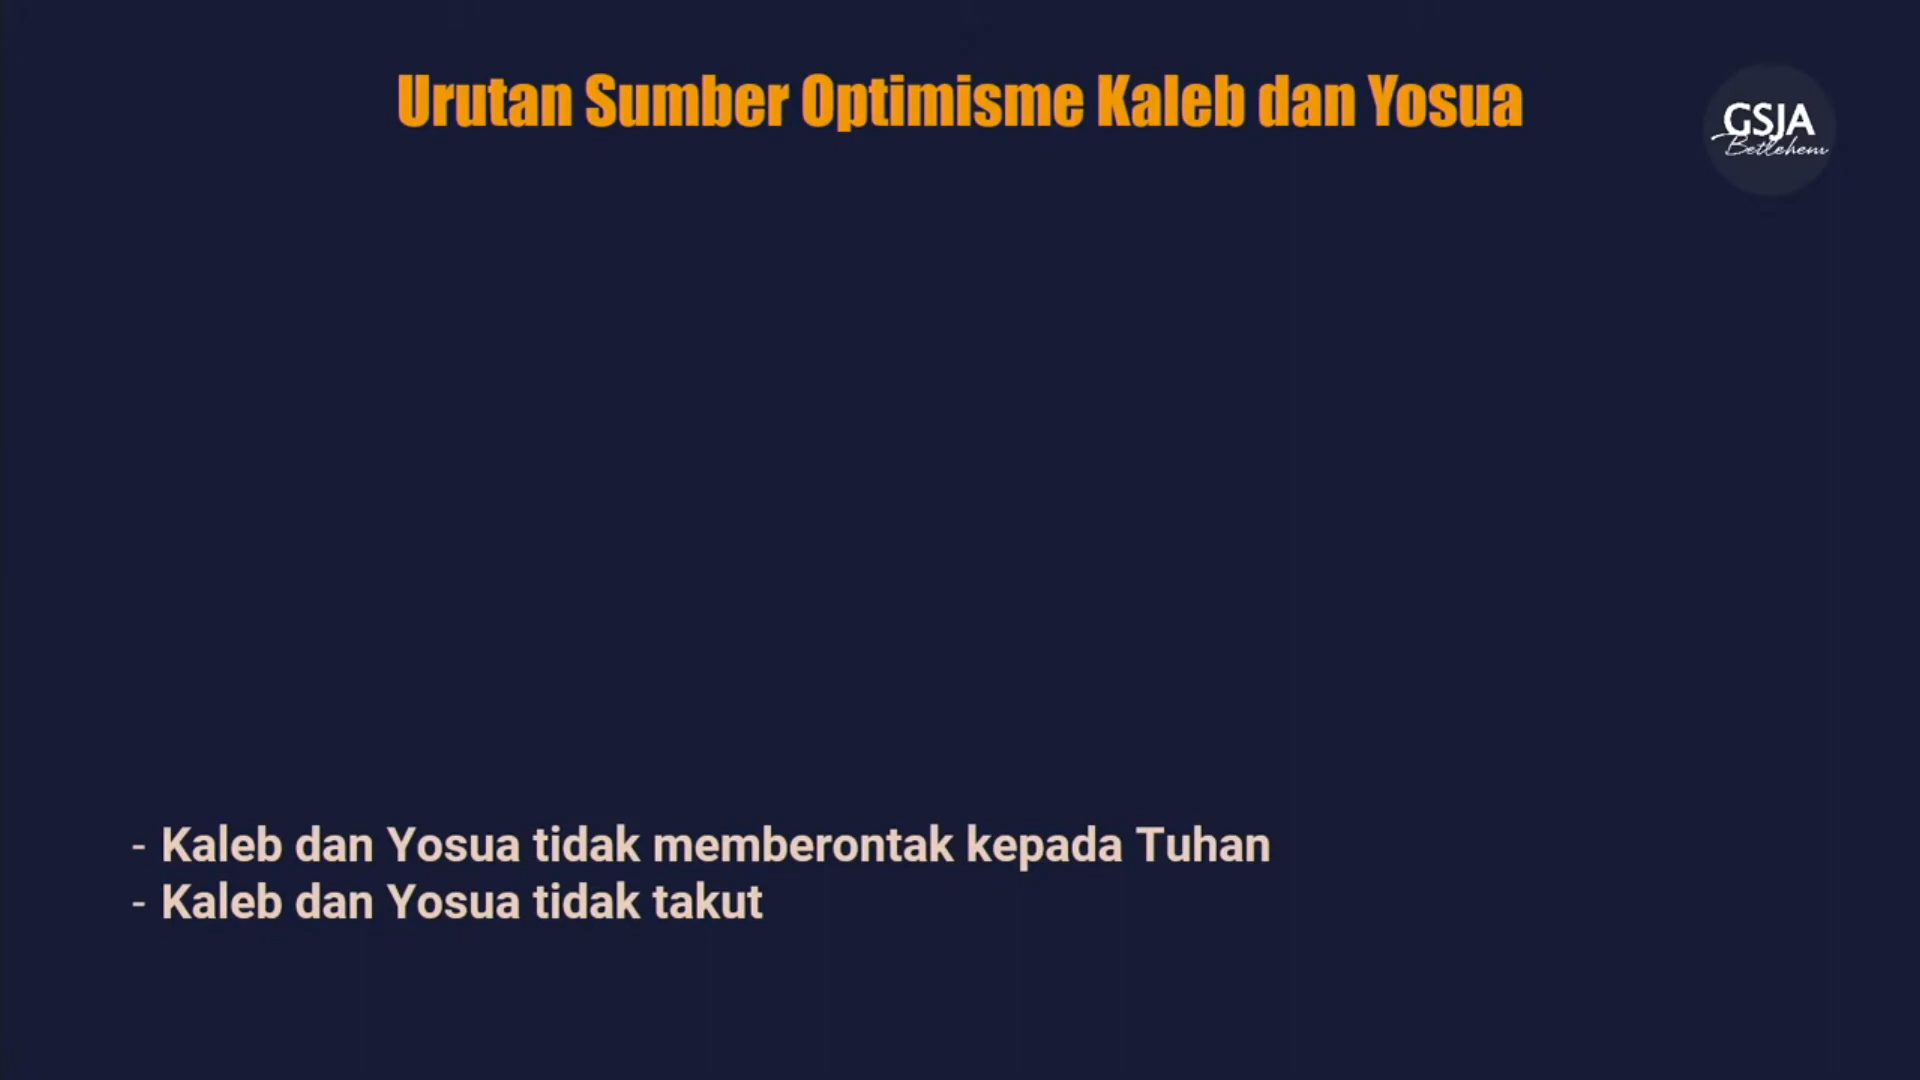 Urutan Sumber Optimisme Kaleb dan Yosua
GSJA
Betlehem
- Kaleb dan Yosua tidak memberontak kepada Tuhan
- Kaleb dan Yosua tidak takut